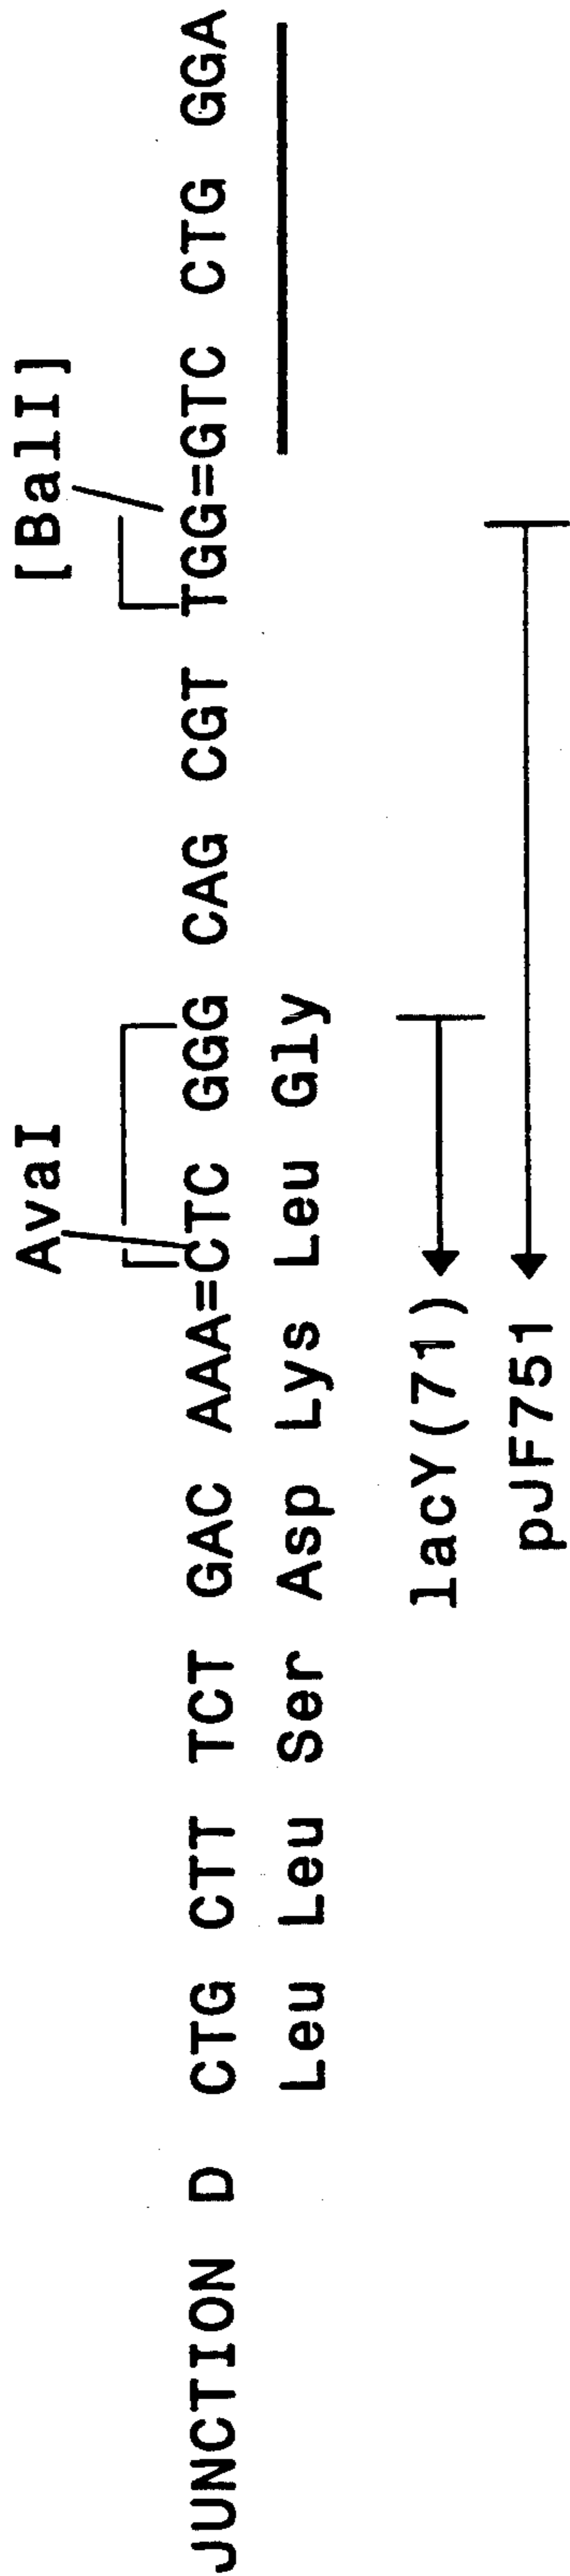 AvaI [BalI]
JUNCTION D CTG CTT TCT GAC AAA=CTC GGG CAG CGT TGG=GTC CTG GGA
Leu Leu Ser Asp Lys Leu Gly
lacY(71)
pJF751